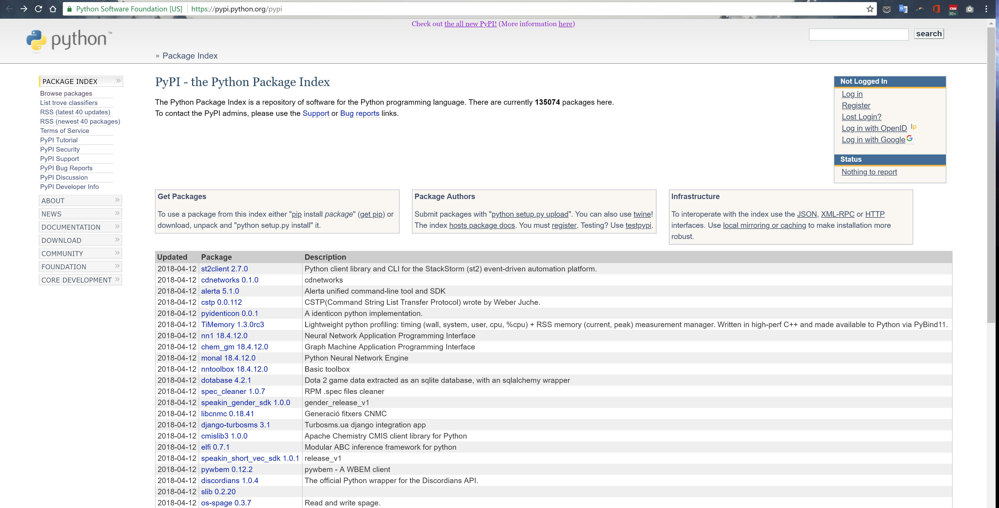 Python Software Foundation [US] https://pypi.python.org/pypi
CNN
30+
Check out the all new PyPI! (More information here)
python™
search
» Package Index
PACKAGE INDEX »
Browse packages
List trove classifiers
RSS (latest 40 updates)
RSS (newest 40 packages)
Terms of Service
PyPI Tutorial
PyPI Security
PyPI Support
PyPI Bug Reports
PyPI Discussion
PyPI Developer Info
ABOUT »
NEWS »
DOCUMENTATION »
DOWNLOAD »
COMMUNITY »
FOUNDATION »
CORE DEVELOPMENT »
PyPI - the Python Package Index
The Python Package Index is a repository of software for the Python programming language. There are currently 135074 packages here.
To contact the PyPI admins, please use the Support or Bug reports links.
Not Logged In
Log in
Register
Lost Login?
Log in with OpenID lp
Log in with Google G
Status
Nothing to report
Get Packages
To use a package from this index either "pip install package" (get pip) or
download, unpack and "python setup.py install" it.
Package Authors
Submit packages with "python setup.py upload". You can also use twine!
The index hosts package docs. You must register. Testing? Use testpypi.
Infrastructure
To interoperate with the index use the JSON, XML-RPC or HTTP
interfaces. Use local mirroring or caching to make installation more
robust.
Updated Package Description
2018-04-12 st2client 2.7.0 Python client library and CLI for the StackStorm (st2) event-driven automation platform.
2018-04-12 cdnetworks 0.1.0 cdnetworks
2018-04-12 alerta 5.1.0 Alerta unified command-line tool and SDK
2018-04-12 cstp 0.0.112 CSTP(Command String List Transfer Protocol) wrote by Weber Juche.
2018-04-12 pyidenticon 0.0.1 A identicon python implementation.
2018-04-12 TiMemory 1.3.0rc3 Lightweight python profiling: timing (wall, system, user, cpu, %cpu) + RSS memory (current, peak) measurement manager. Written in high-perf C++ and made available to Python via PyBind11.
2018-04-12 nn1 18.4.12.0 Neural Network Application Programming Interface
2018-04-12 chem_gm 18.4.12.0 Graph Machine Application Programming Interface
2018-04-12 monal 18.4.12.0 Python Neural Network Engine
2018-04-12 nntoolbox 18.4.12.0 Basic toolbox
2018-04-12 dotabase 4.2.1 Dota 2 game data extracted as an sqlite database, with an sqlalchemy wrapper
2018-04-12 spec_cleaner 1.0.7 RPM .spec files cleaner
2018-04-12 speakin_gender_sdk 1.0.0 gender_release_v1
2018-04-12 libcnmc 0.18.41 Generació fitxers CNMC
2018-04-12 django-turbosms 3.1 Turbosms.ua django integration app
2018-04-12 cmislib3 1.0.0 Apache Chemistry CMIS client library for Python
2018-04-12 elfi 0.7.1 Modular ABC inference framework for python
2018-04-12 speakin_short_vec_sdk 1.0.1 release_v1
2018-04-12 pywbem 0.12.2 pywbem - A WBEM client
2018-04-12 discordians 1.0.4 The official Python wrapper for the Discordians API.
2018-04-12 slib 0.2.20
2018-04-12 os-spage 0.3.7 Read and write spage.